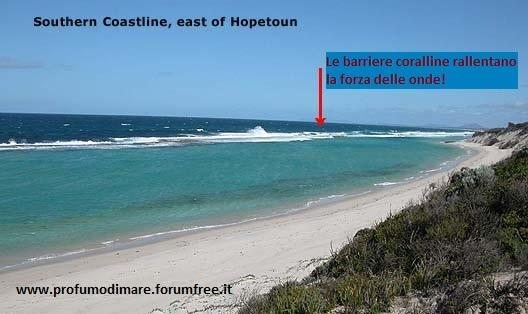 Southern Coastline, east of Hopetoun
Le barriere coralline rallentano
la forza delle onde!
www.profumodimare.forumfree.it